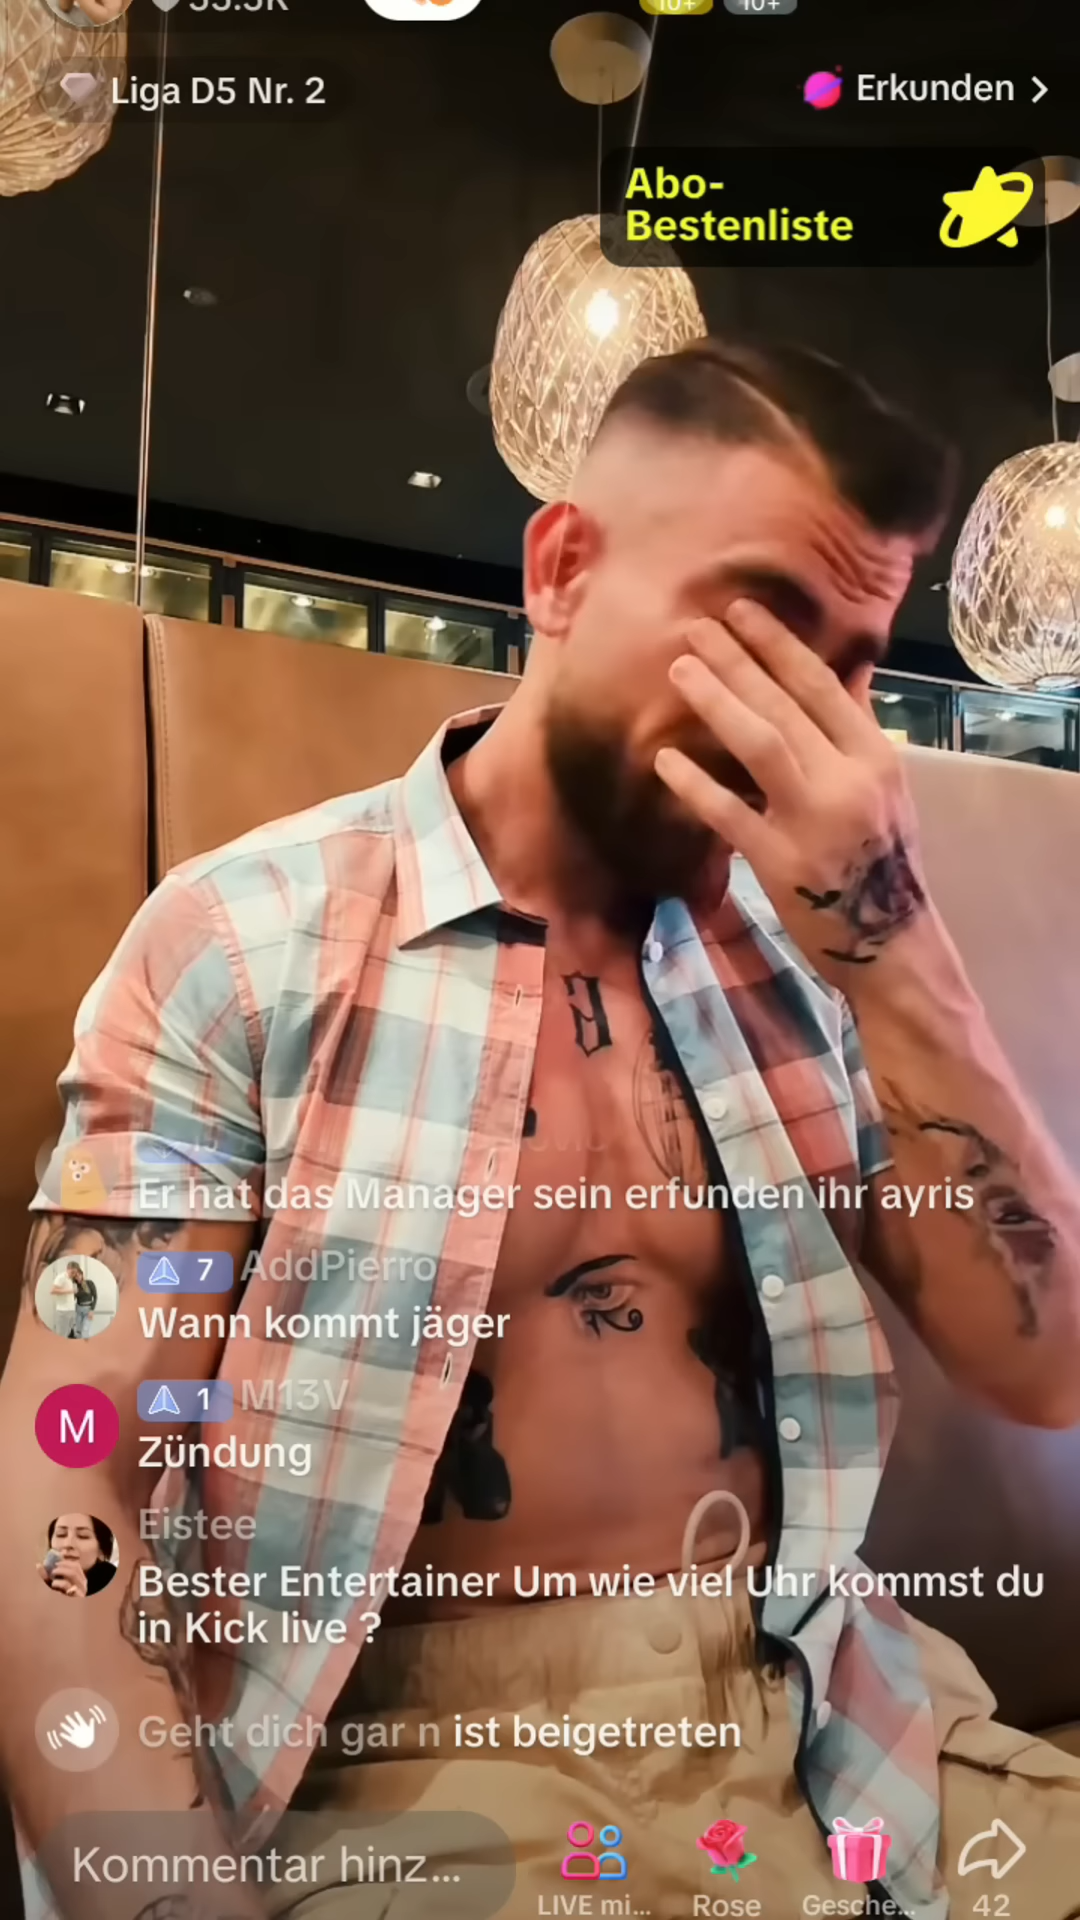 Liga D5 Nr. 2
Erkunden >
Abo-
Bestenliste
Er hat das Manager sein erfunden ihr ayris
7 AddPierro
Wann kommt jäger
M
1 M13V
Zündung
Eistee
Bester Entertainer Um wie viel Uhr kommst du
in Kick live ?
Geht dich gar n ist beigetreten
Kommentar hinz...
LIVE mi...
Rose
Gesche...
42